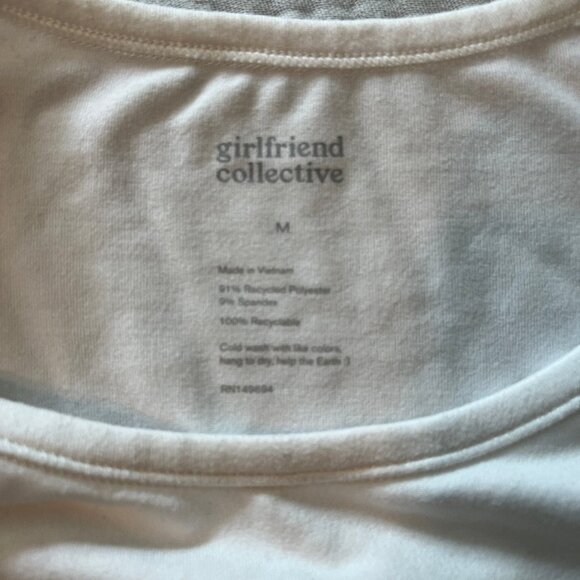 girlfriend
collective
M
Made in Vietnam
91% Recycled Polyester
9% Spandex
100% Recyclable
Cold wash with like colors,
hang to dry, help the Earth :)
RN149694